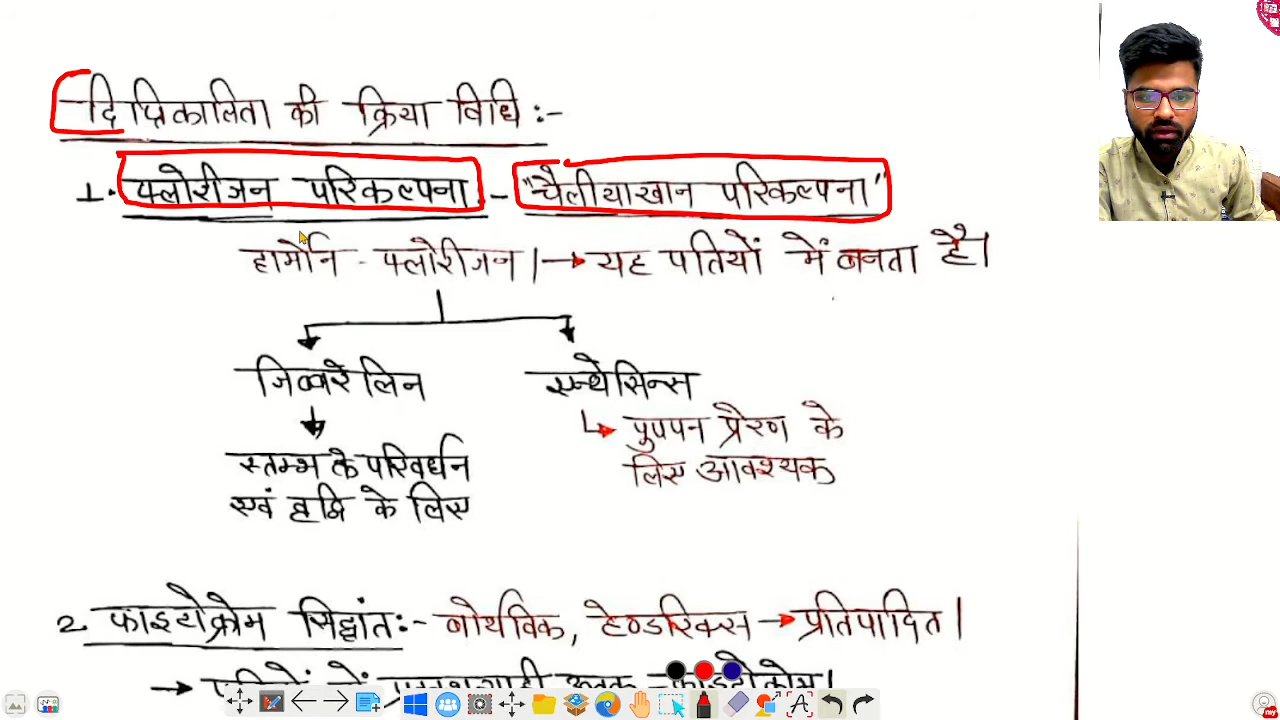 दिप्तिकालिता की क्रिया विधि :-
1. फ्लोरीजन परिकल्पना - "चैलीयाखान परिकल्पना"
हार्मोन - फ्लोरीजन। → यह पतियों में बनता है।
जिब्बरेलिन
एन्थेसिन्स
↳ पुष्पन प्रेरण के
लिए आवश्यक
स्तम्भ के परिवर्धन
एवं वृद्धि के लिए
2. फाइटोक्रोम सिद्धांत :- बोर्थविक, हेण्डरिक्स → प्रतिपादित।
→